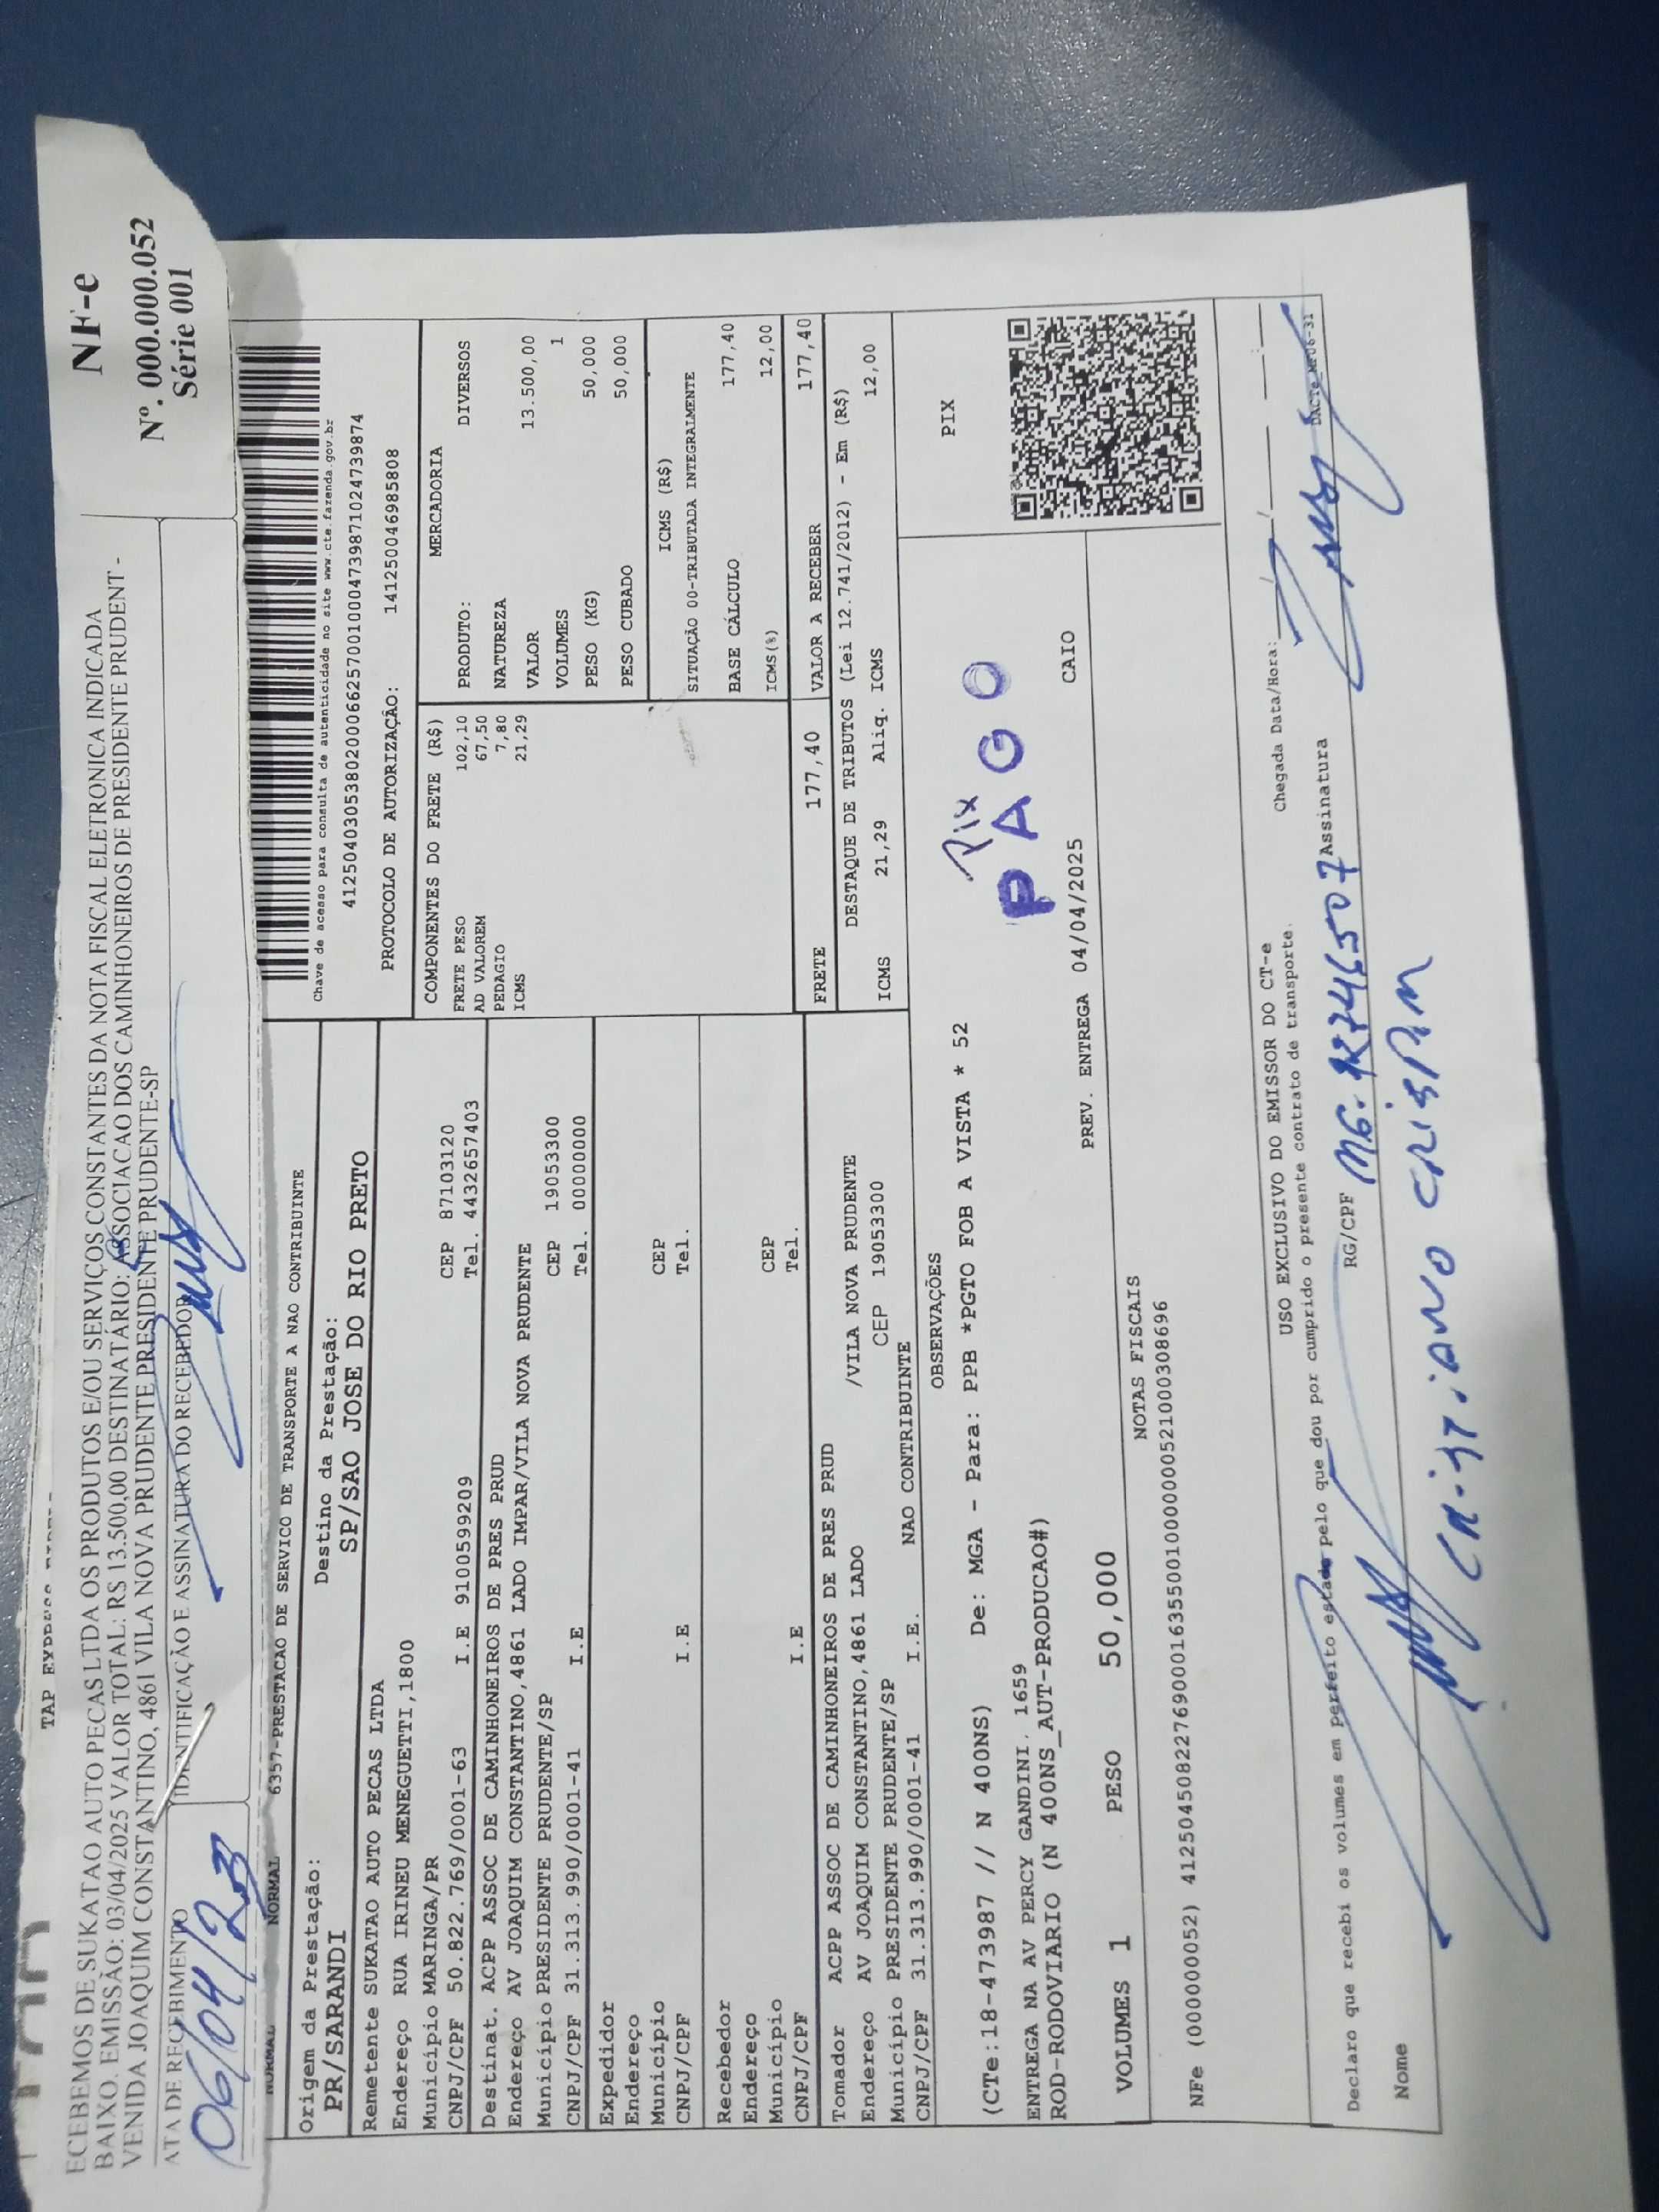 NF-e
Nº. 000.000.052
Série 001
ECEBEMOS DE SUKATAO AUTO PECAS LTDA OS PRODUTOS E/OU SERVIÇOS CONSTANTES DA NOTA FISCAL ELETRONICA INDICADA
BAIXO. EMISSÃO: 03/04/2025 VALOR TOTAL: R$ 13.500,00 DESTINATÁRIO: ASSOCIACAO DOS CAMINHONEIROS DE PRESIDENTE PRUDENT -
VENIDA JOAQUIM CONSTANTINO, 4861 VILA NOVA PRUDENTE PRESIDENTE PRUDENTE-SP
ATA DE RECEBIMENTO
IDENTIFICAÇÃO E ASSINATURA DO RECEBEDOR
NORMAL
NORMAL
6357-PRESTACAO DE SERVICO DE TRANSPORTE A NAO CONTRIBUINTE
Origem da Prestação:
Destino da Prestação:
PR/SARANDI
SP/SAO JOSE DO RIO PRETO
Chave de acesso para consulta de autenticidade no site www.cte.fazenda.gov.br
PROTOCOLO DE AUTORIZAÇÃO: 141250046985808
Remetente SUKATAO AUTO PECAS LTDA
Endereço RUA IRINEU MENEGUETTI,1800
Município MARINGA/PR CEP 87103120
CNPJ/CPF 50.822.769/0001-63 I.E 9100599209 Tel. 443265​7403
Destinat. ACPP ASSOC DE CAMINHONEIROS DE PRES PRUD
Endereço AV JOAQUIM CONSTANTINO,4861 LADO IMPAR/VILA NOVA PRUDENTE
Município PRESIDENTE PRUDENTE/SP CEP 19053300
CNPJ/CPF 31.313.990/0001-41 I.E Tel. 00000000
Expedidor
Endereço
Município CEP
CNPJ/CPF I.E Tel.
Recebedor
Endereço
Município CEP
CNPJ/CPF I.E Tel.
Tomador ACPP ASSOC DE CAMINHONEIROS DE PRES PRUD
Endereço AV JOAQUIM CONSTANTINO,4861 LADO /VILA NOVA PRUDENTE
Município PRESIDENTE PRUDENTE/SP CEP 19053300
CNPJ/CPF 31.313.990/0001-41 I.E. NAO CONTRIBUINTE
COMPONENTES DO FRETE (R$)
FRETE PESO 102,10
AD VALOREM 67,50
PEDAGIO 7,80
ICMS 21,29
MERCADORIA
PRODUTO: DIVERSOS
NATUREZA
VALOR 13.500,00
VOLUMES 1
PESO (KG) 50,000
PESO CUBADO 50,000
ICMS (R$)
SITUAÇÃO 00-TRIBUTADA INTEGRALMENTE
BASE CÁLCULO 177,40
ICMS(%) 12,00
FRETE 177,40 VALOR A RECEBER 177,40
DESTAQUE DE TRIBUTOS (Lei 12.741/2012) - Em (R$)
ICMS 21,29 Aliq. ICMS 12,00
OBSERVAÇÕES
(CTe:18-473987 // N 400NS) De: MGA - Para: PPB *PGTO FOB A VISTA * 52
ENTREGA NA AV PERCY GANDINI, 1659
ROD-RODOVIARIO (N 400NS_AUT-PRODUCAO#)
Pix
PAGO
PIX
PREV. ENTREGA 04/04/2025 CAIO
VOLUMES 1 PESO 50,000
NOTAS FISCAIS
NFe (000000052) 41250450822769000163550010000000521000308696
USO EXCLUSIVO DO EMISSOR DO CT-e
Declaro que recebi os volumes em perfeito estado pelo que dou por cumprido o presente contrato de transporte.
Chegada Data/Hora:
Nome
RG/CPF
Assinatura